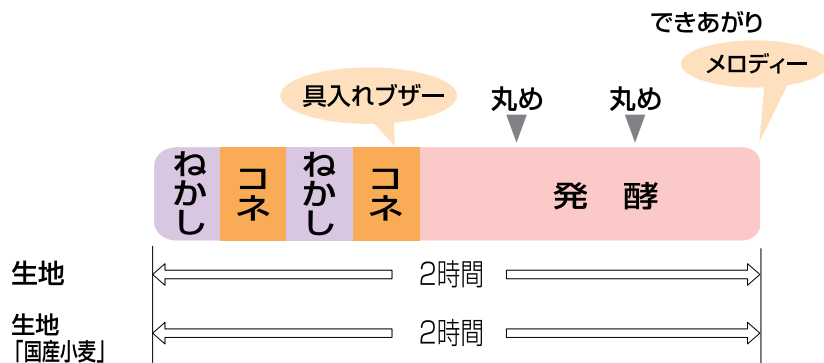 できあがり
メロディー
具入れブザー
丸め
丸め
ねかし
コネ
ねかし
コネ
発 酵
生地
2時間
生地
「国産小麦」
2時間